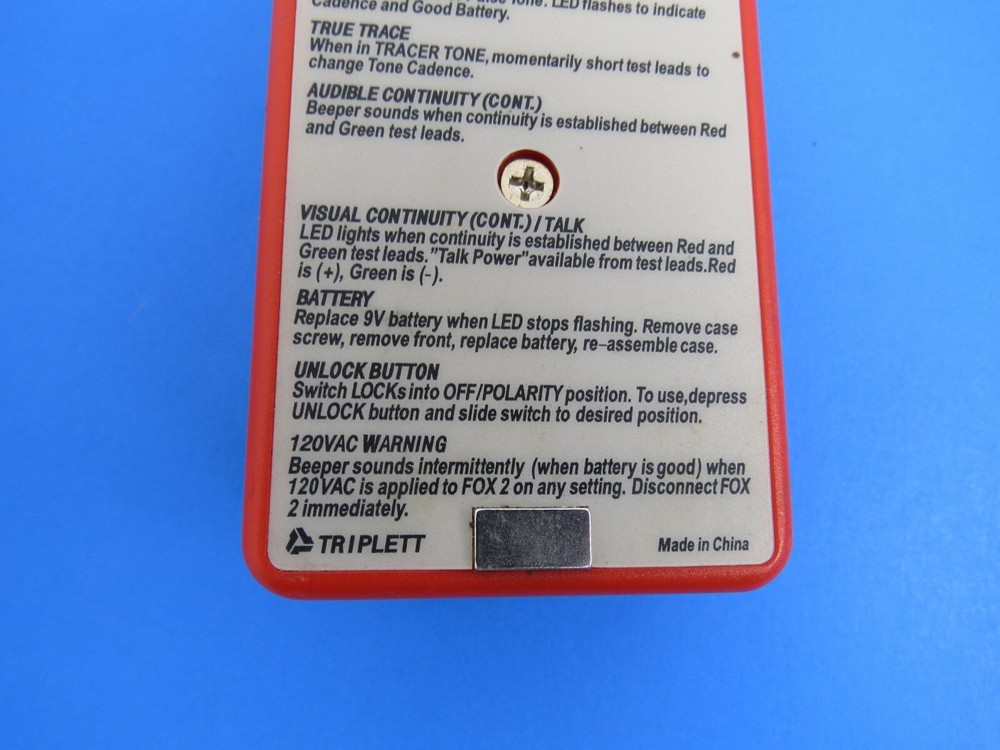 Tone. LED flashes to indicate
Cadence and Good Battery.
TRUE TRACE
When in TRACER TONE, momentarily short test leads to
change Tone Cadence.
AUDIBLE CONTINUITY (CONT.)
Beeper sounds when continuity is established between Red
and Green test leads.
VISUAL CONTINUITY (CONT.) / TALK
LED lights when continuity is established between Red and
Green test leads."Talk Power"available from test leads.Red
is (+), Green is (-).
BATTERY
Replace 9V battery when LED stops flashing. Remove case
screw, remove front, replace battery, re-assemble case.
UNLOCK BUTTON
Switch LOCKs into OFF/POLARITY position. To use,depress
UNLOCK button and slide switch to desired position.
120VAC WARNING
Beeper sounds intermittently (when battery is good) when
120VAC is applied to FOX 2 on any setting. Disconnect FOX
2 immediately.
TRIPLETT
Made in China